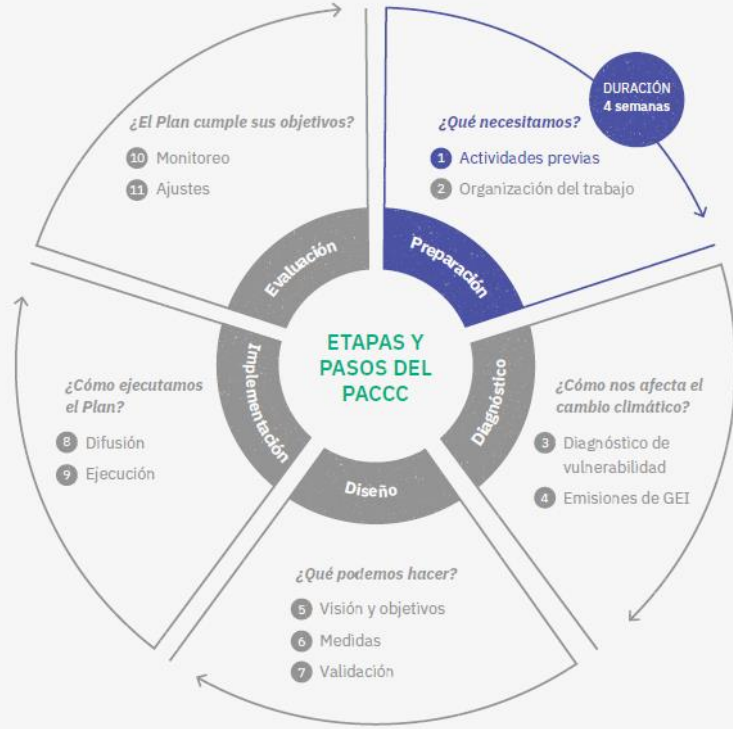 ETAPAS Y
PASOS DEL
PACCC
Preparación
¿Qué necesitamos?
1 Actividades previas
2 Organización del trabajo
DURACIÓN
4 semanas
Diagnóstico
¿Cómo nos afecta el
cambio climático?
3 Diagnóstico de
vulnerabilidad
4 Emisiones de GEI
Diseño
¿Qué podemos hacer?
5 Visión y objetivos
6 Medidas
7 Validación
Implementación
¿Cómo ejecutamos
el Plan?
8 Difusión
9 Ejecución
Evaluación
¿El Plan cumple sus objetivos?
10 Monitoreo
11 Ajustes